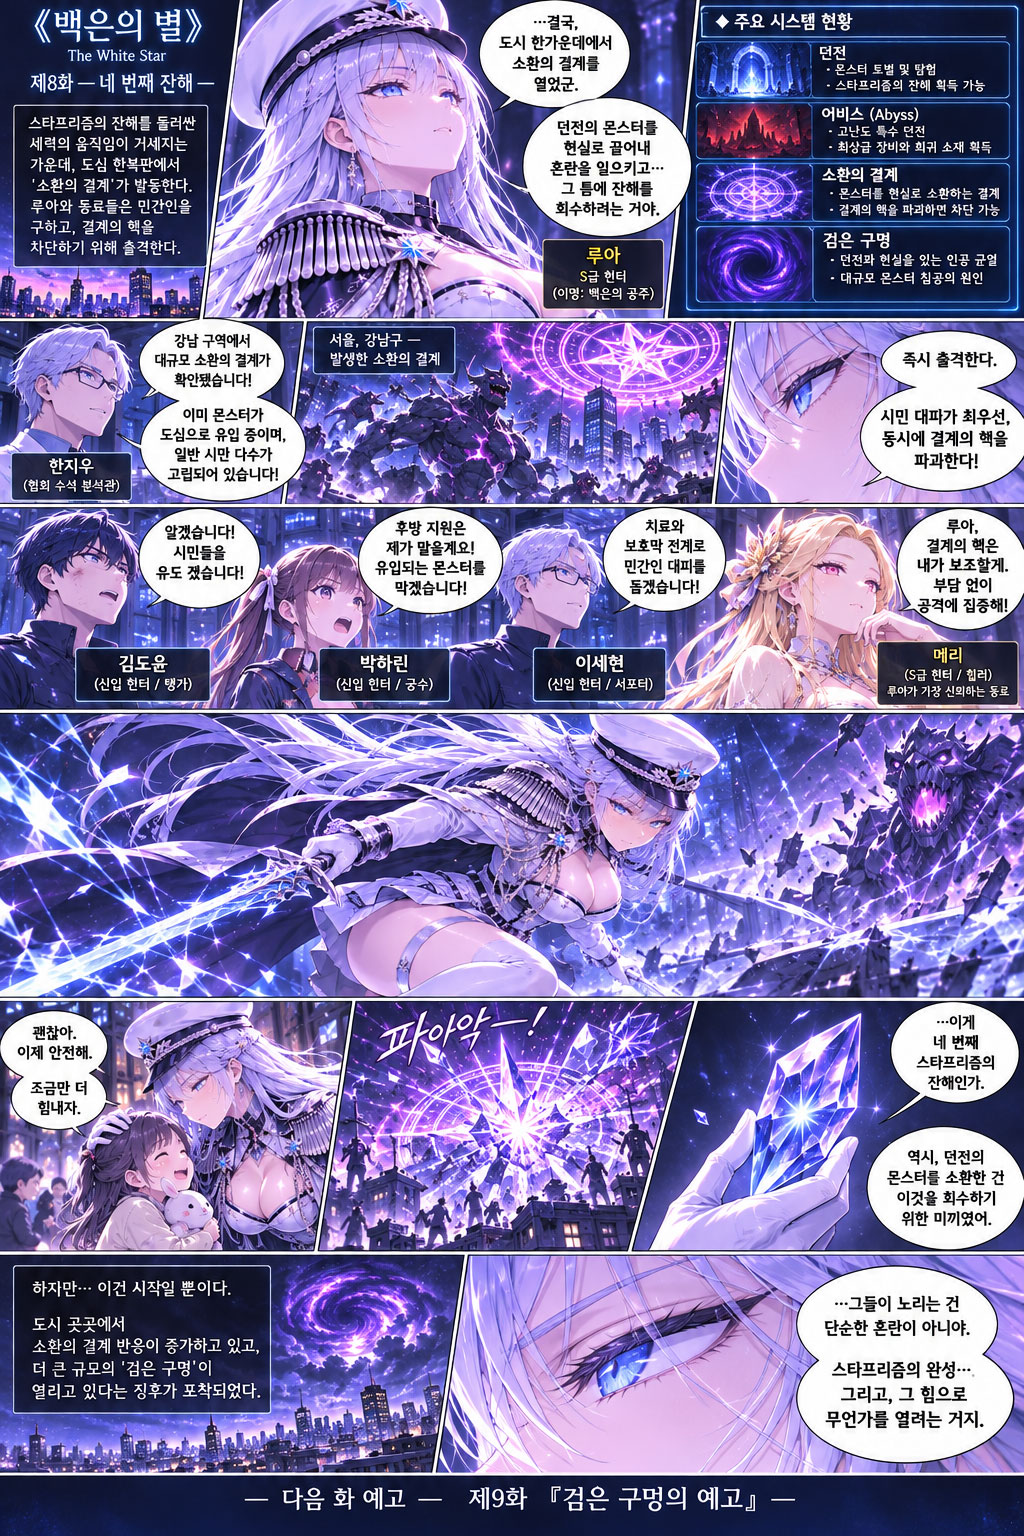 《백은의 별》
The White Star
제8화 — 네 번째 잔해 —
스타프리즘의 잔해를 둘러싼
세력의 움직임이 거세지는
가운데, 도심 한복판에서
'소환의 결계'가 발동한다.
루아와 동료들은 민간인을
구하고, 결계의 핵을
차단하기 위해 출격한다.
…결국,
도시 한가운데에서
소환의 결계를
열었군.
던전의 몬스터를
현실로 끌어내
혼란을 일으키고…
그 틈에 잔해를
회수하려는 거야.
루아
S급 헌터
(이명: 백은의 공주)
◆ 주요 시스템 현황
던전
· 몬스터 토벌 및 탐험
· 스타프리즘의 잔해 획득 가능
어비스 (Abyss)
· 고난도 특수 던전
· 최상급 장비와 희귀 소재 획득
소환의 결계
· 몬스터를 현실로 소환하는 결계
· 결계의 핵을 파괴하면 차단 가능
검은 구멍
· 던전과 현실을 잇는 인공 균열
· 대규모 몬스터 침공의 원인
강남 구역에서
대규모 소환의 결계가
확인됐습니다!
이미 몬스터가
도심으로 유입 중이며,
일반 시만 다수가
고립되어 있습니다!
한지우
(협회 수석 분석관)
서울, 강남구 —
발생한 소환의 결계
즉시 출격한다.
시민 대파가 최우선,
동시에 결계의 핵을
파괴한다!
알겠습니다!
시민들을
유도 겠습니다!
김도윤
(신입 헌터 / 탱가)
후방 지원은
제가 말을게요!
유입되는 몬스터를
막겠습니다!
박하린
(신입 헌터 / 궁수)
치료와
보호막 전계로
민간인 대피를
돕겠습니다!
이세현
(신입 헌터 / 서포터)
루아,
결계의 핵은
내가 보조할게.
부담 없이
공격에 집중해!
메리
(S급 헌터 / 힐러)
루아가 가장 신뢰하는 동료
괜찮아.
이제 안전해.
조금만 더
힘내자.
파아악—!
…이게
네 번째
스타프리즘의
잔해인가.
역시, 던전의
몬스터를 소환한 건
이것을 회수하기
위한 미끼였어.
하자만… 이건 시작일 뿐이다.
도시 곳곳에서
소환의 결계 반응이 증가하고 있고,
더 큰 규모의 '검은 구멍'이
열리고 있다는 징후가 포착되었다.
…그들이 노리는 건
단순한 혼란이 아니야.
스타프리즘의 완성…
그리고, 그 힘으로
무언가를 열려는 거지.
— 다음 화 예고 — 제9화 『검은 구멍의 예고』 —